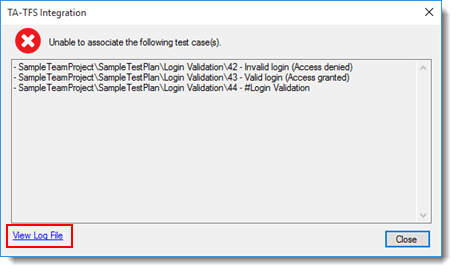 TA-TFS Integration
Unable to associate the following test case(s).
- SampleTeamProject\SampleTestPlan\Login Validation\42 - Invalid login (Access denied)
- SampleTeamProject\SampleTestPlan\Login Validation\43 - Valid login (Access granted)
- SampleTeamProject\SampleTestPlan\Login Validation\44 - #Login Validation
View Log File
Close